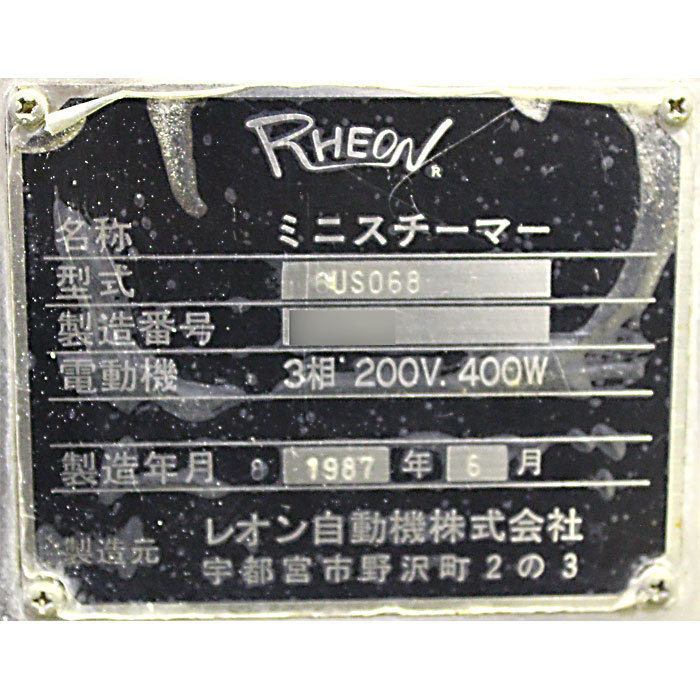 RHEON R
名称 ミニスチーマー
型式 US068
製造番号
電動機 3相 200V. 400W
製造年月 1987 年 6 月
製造元 レオン自動機株式会社
宇都宮市野沢町2の3